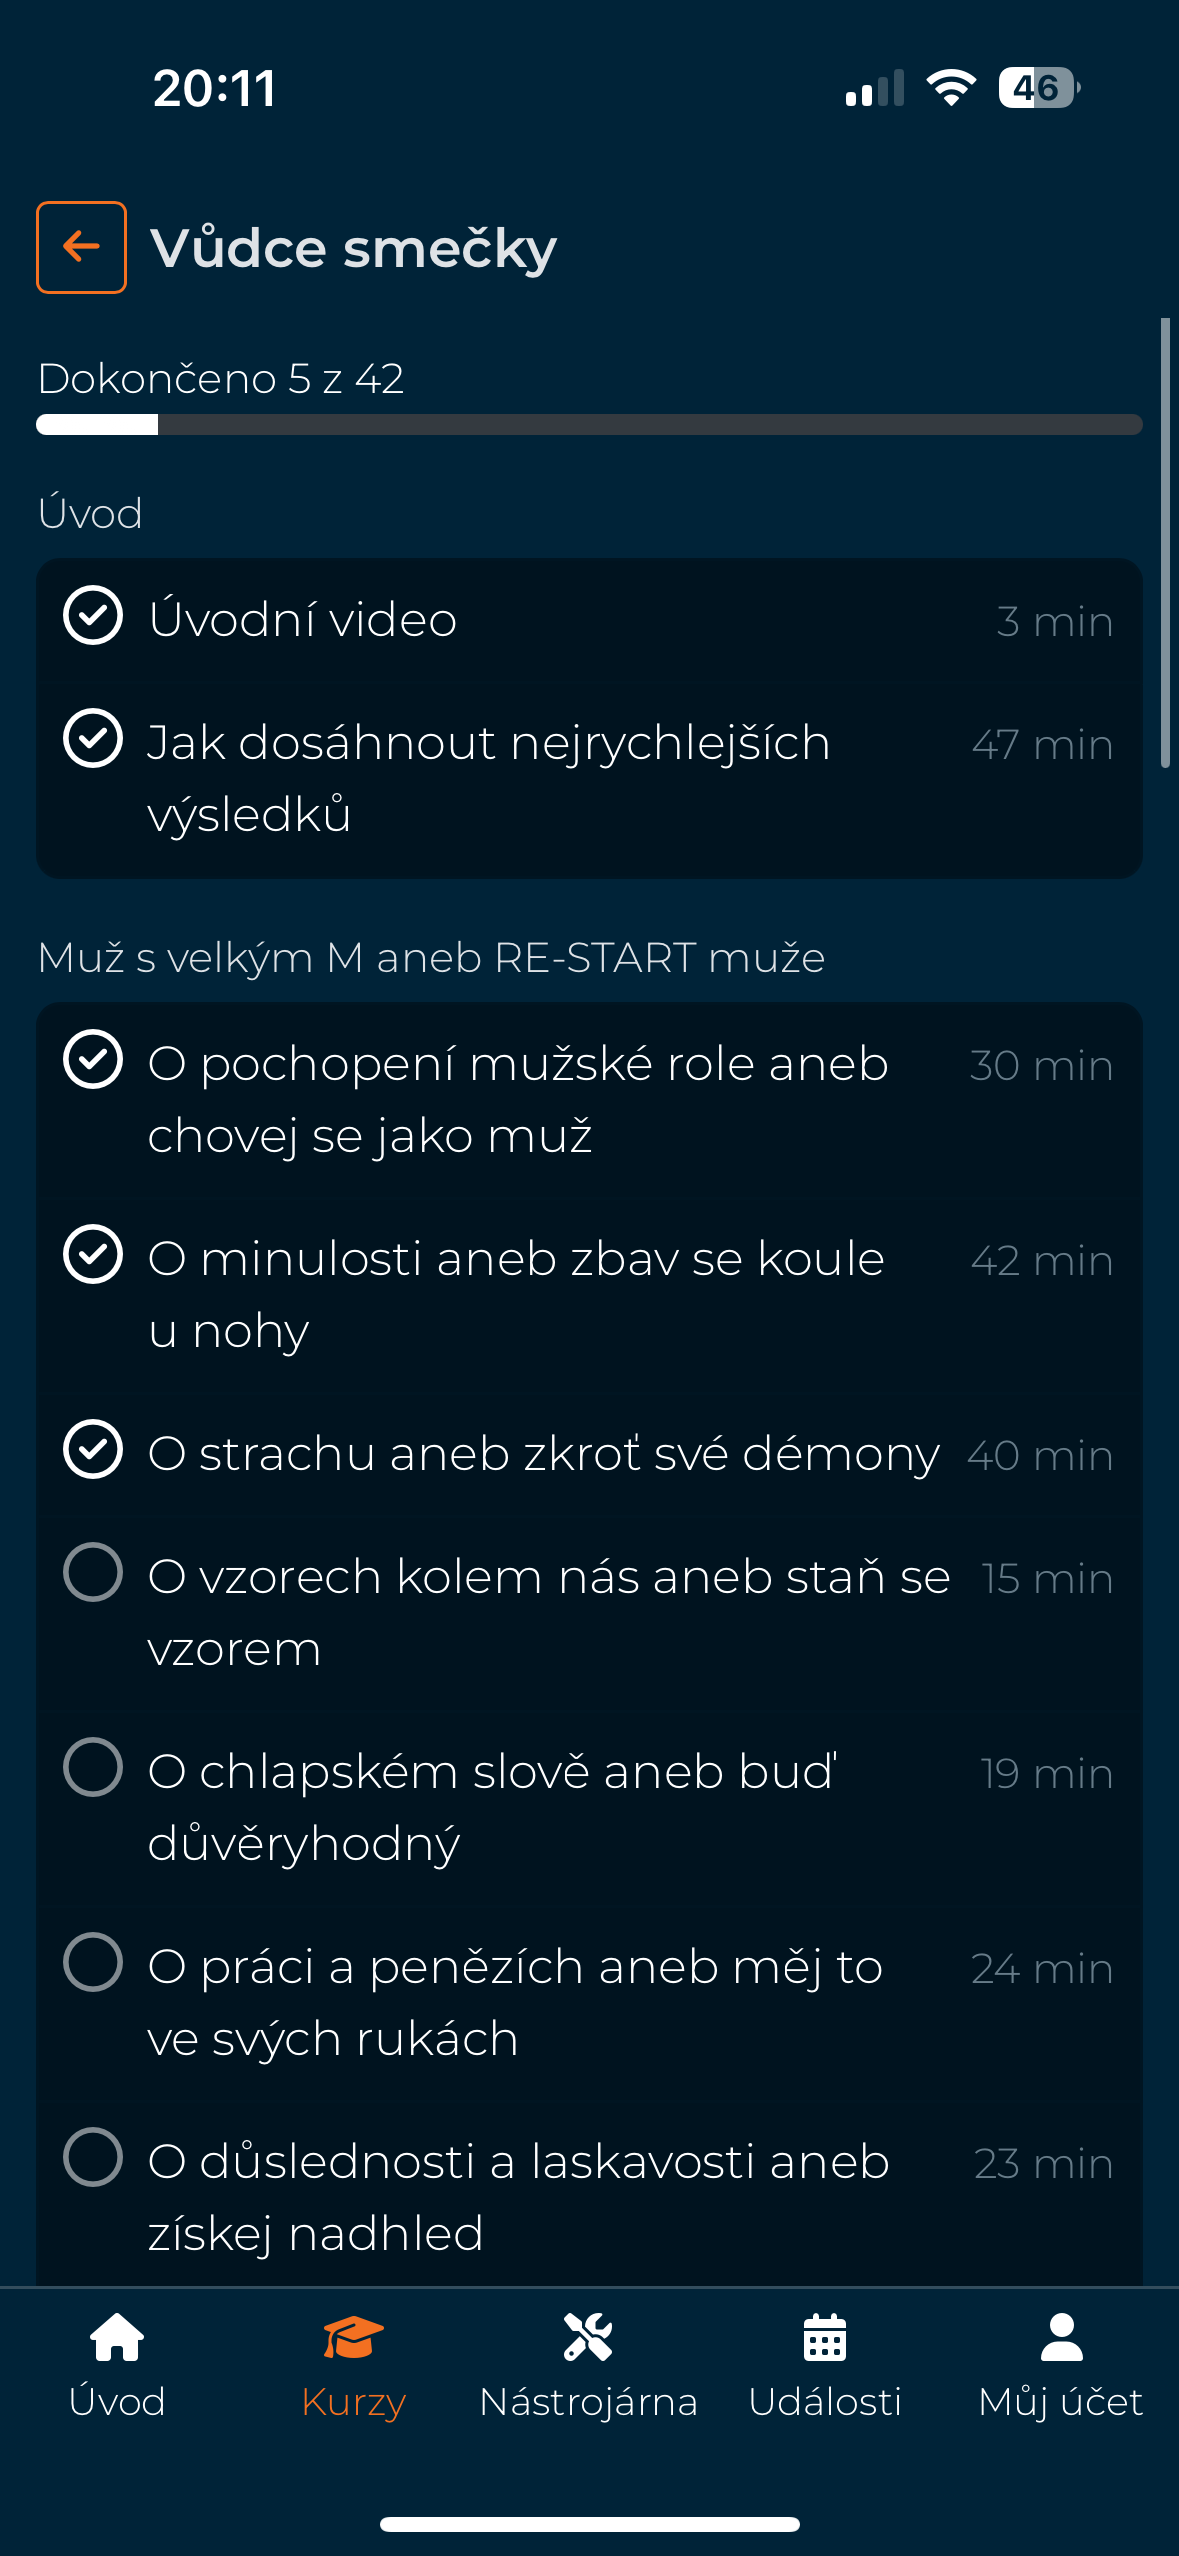 20:11
46
Vůdce smečky
Dokončeno 5 z 42
Úvod
Úvodní video 3 min
Jak dosáhnout nejrychlejších 47 min
výsledků
Muž s velkým M aneb RE-START muže
O pochopení mužské role aneb 30 min
chovej se jako muž
O minulosti aneb zbav se koule 42 min
u nohy
O strachu aneb zkroť své démony 40 min
O vzorech kolem nás aneb staň se 15 min
vzorem
O chlapském slově aneb buď 19 min
důvěryhodný
O práci a penězích aneb měj to 24 min
ve svých rukách
O důslednosti a laskavosti aneb 23 min
získej nadhled
Úvod
Kurzy
Nástrojárna
Události
Můj účet